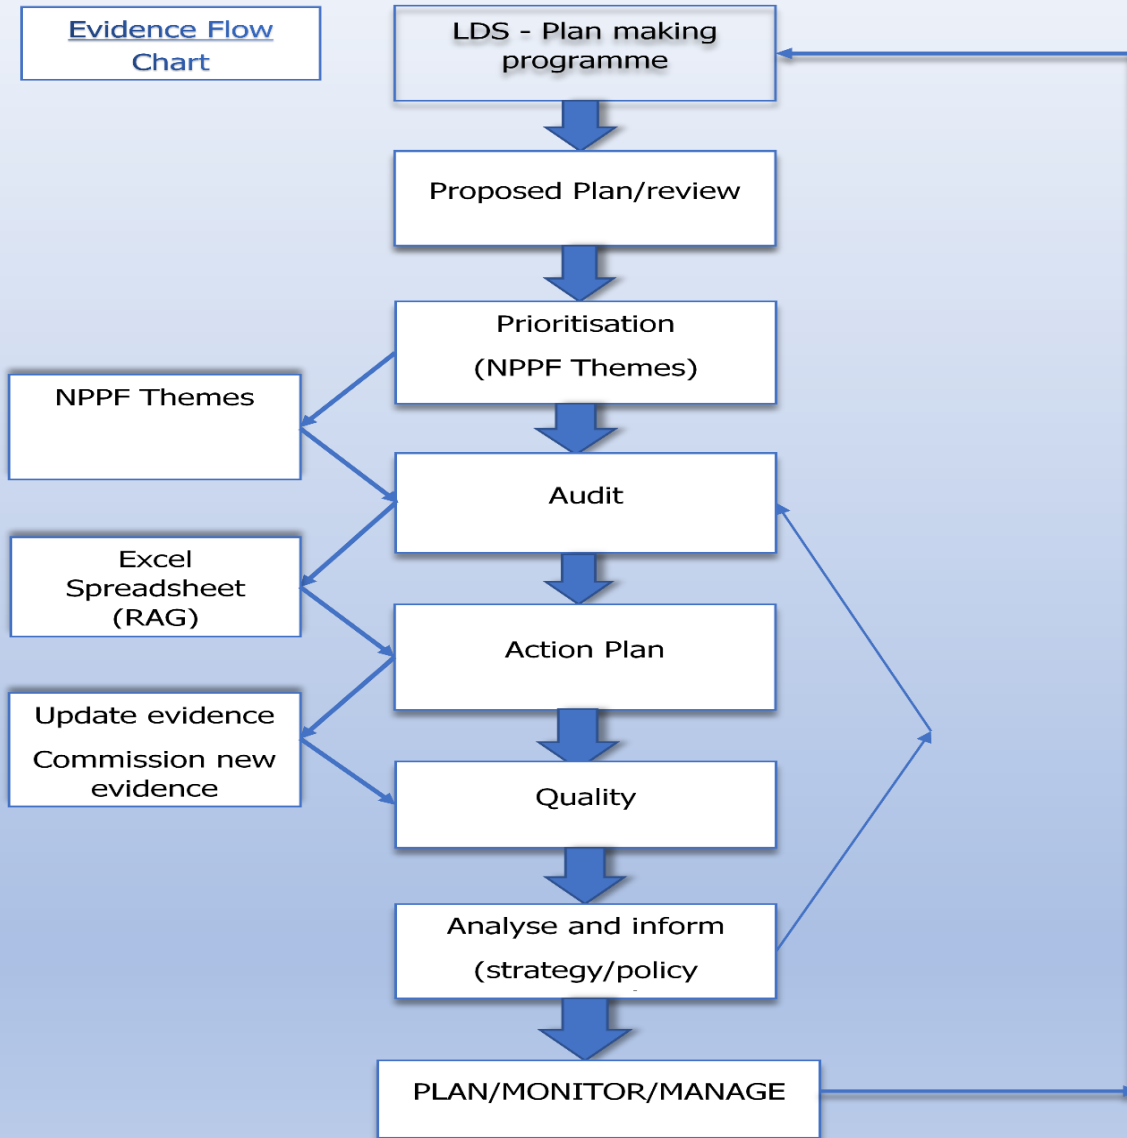 Evidence Flow
Chart
LDS - Plan making
programme
Proposed Plan/review
Prioritisation
(NPPF Themes)
NPPF Themes
Audit
Excel
Spreadsheet
(RAG)
Action Plan
Update evidence
Commission new
evidence
Quality
Analyse and inform
(strategy/policy
PLAN/MONITOR/MANAGE